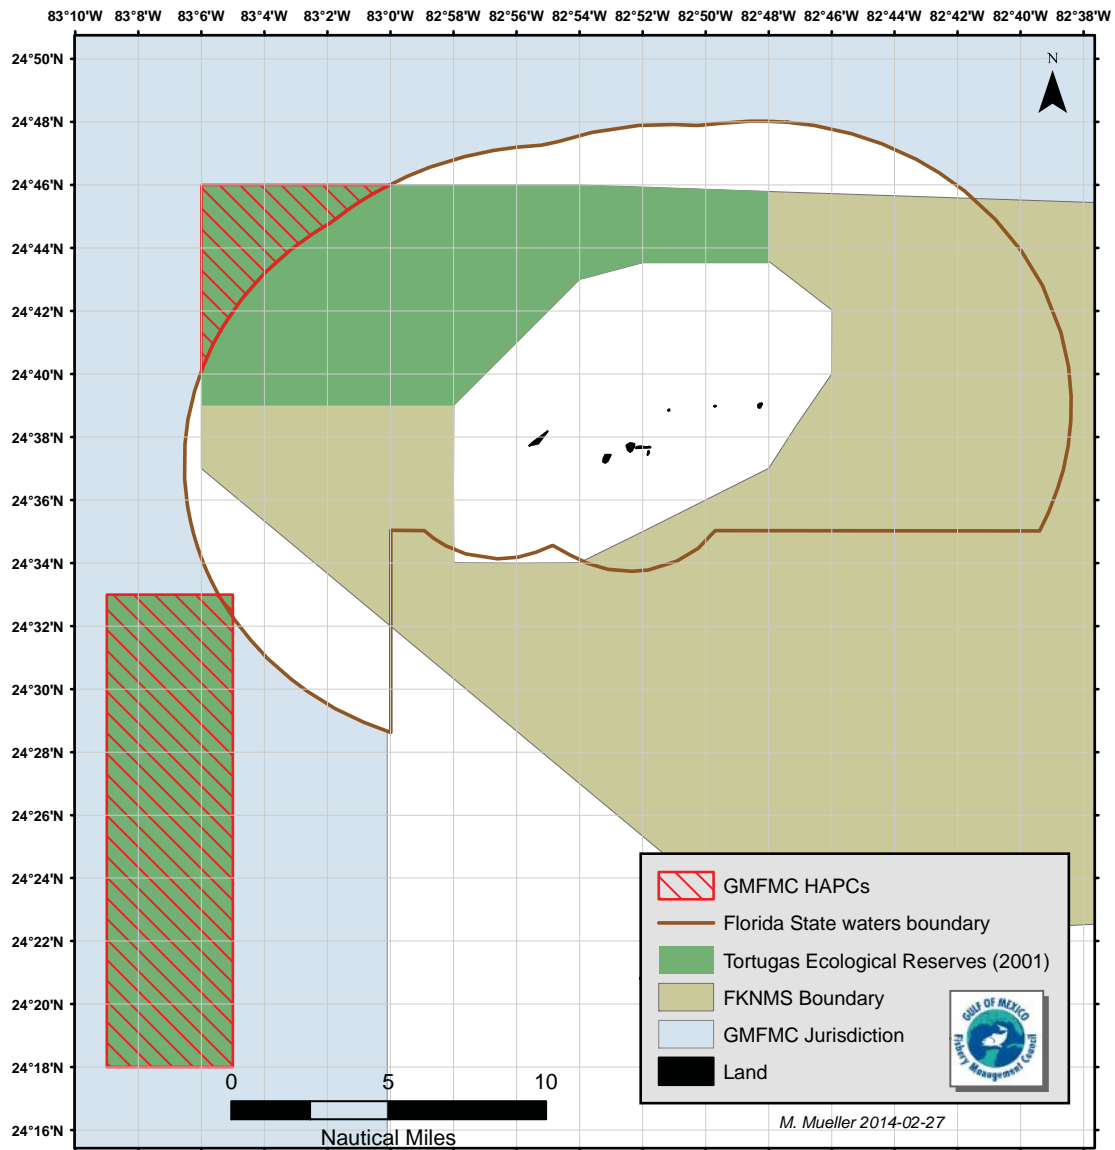 83°10'W 83°8'W 83°6'W 83°4'W 83°2'W 83°0'W 82°58'W 82°56'W 82°54'W 82°52'W 82°50'W 82°48'W 82°46'W 82°44'W 82°42'W 82°40'W 82°38'W
24°50'N
N
24°48'N
24°46'N
24°44'N
24°42'N
24°40'N
24°38'N
24°36'N
24°34'N
24°32'N
24°30'N
24°28'N
24°26'N
24°24'N
24°22'N
24°20'N
24°18'N
24°16'N
GMFMC HAPCs
Florida State waters boundary
Tortugas Ecological Reserves (2001)
FKNMS Boundary
GMFMC Jurisdiction
Land
GULF OF MEXICO
Fishery Management Council
0 5 10
Nautical Miles
M. Mueller 2014-02-27